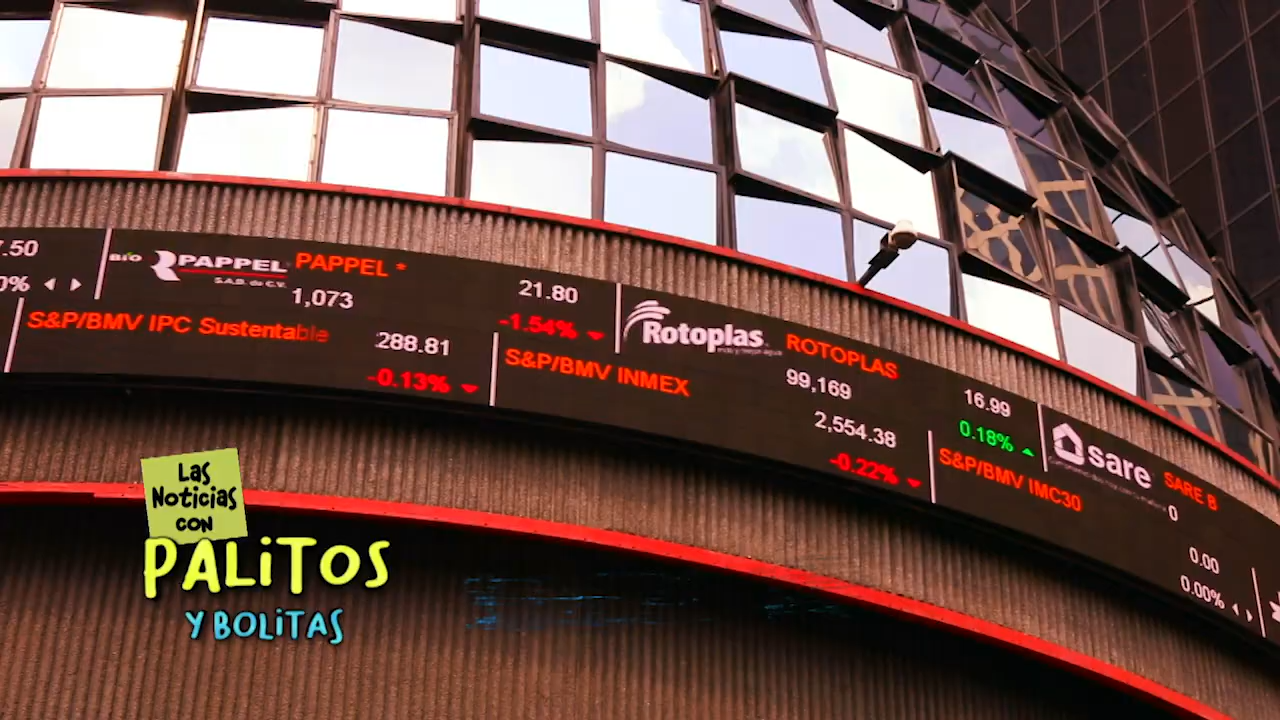 .50
0%
BIO PAPPEL
S.A.B. de C.V.
PAPPEL *
1,073
21.80
-1.54%
Rotoplas
ROTOPLAS
99,169
16.99
0.18%
sare
SARE B
0
0.00
0.00%
S&P/BMV IPC Sustentable
288.81
-0.13%
S&P/BMV INMEX
2,554.38
-0.22%
S&P/BMV IMC30
Las
Noticias
CON
PALiTOS
Y BOLITAS